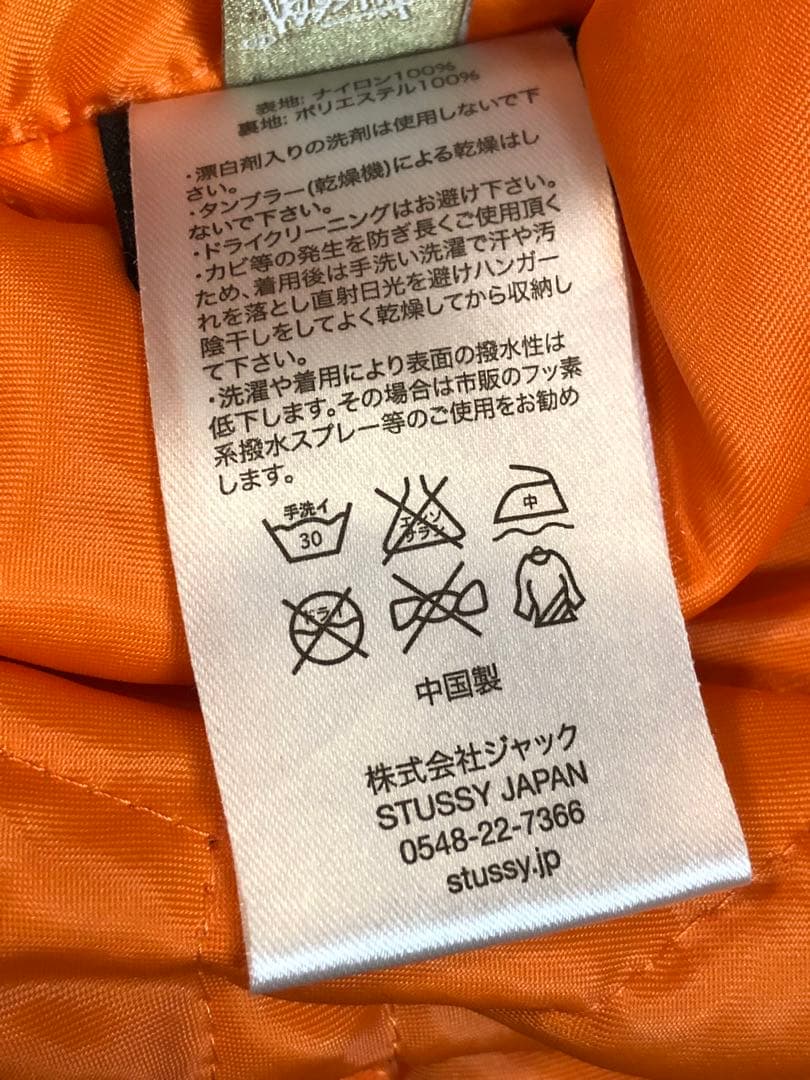 表地: ナイロン100%
裏地: ポリエステル100%
・漂白剤入りの洗剤は使用しないで下
さい。
・タンブラー(乾燥機)による乾燥はし
ないで下さい。
・ドライクリーニングはお避け下さい。
・カビ等の発生を防ぎ長くご使用頂く
ため、着用後は手洗い洗濯で汗や汚
れを落とし直射日光を避けハンガー
陰干しをしてよく乾燥してから収納し
て下さい。
・洗濯や着用により表面の撥水性は
低下します。その場合は市販のフッ素
系撥水スプレー等のご使用をお勧め
します。
手洗イ
30
エンソ
サラシ
中
ドライ
中国製
株式会社ジャック
STUSSY JAPAN
0548-22-7366
stussy.jp